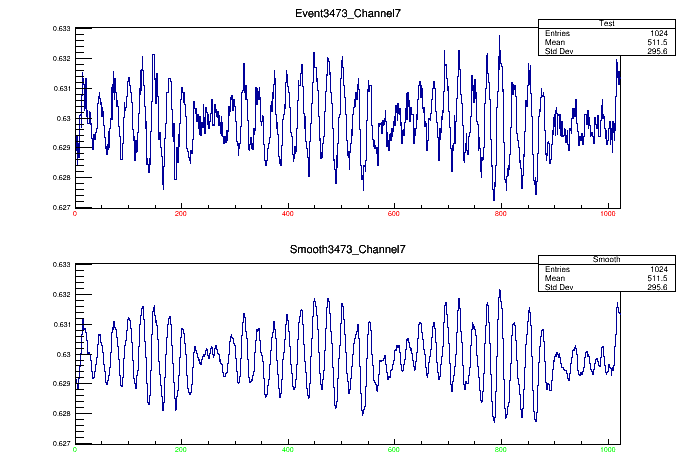 Event3473_Channel7
Test
Entries 1024
Mean 511.5
Std Dev 295.6
0.633
0.632
0.631
0.63
0.629
0.628
0.627
0 200 400 600 800 1000
Smooth3473_Channel7
Smooth
Entries 1024
Mean 511.5
Std Dev 295.6
0.633
0.632
0.631
0.63
0.629
0.628
0.627
0 200 400 600 800 1000